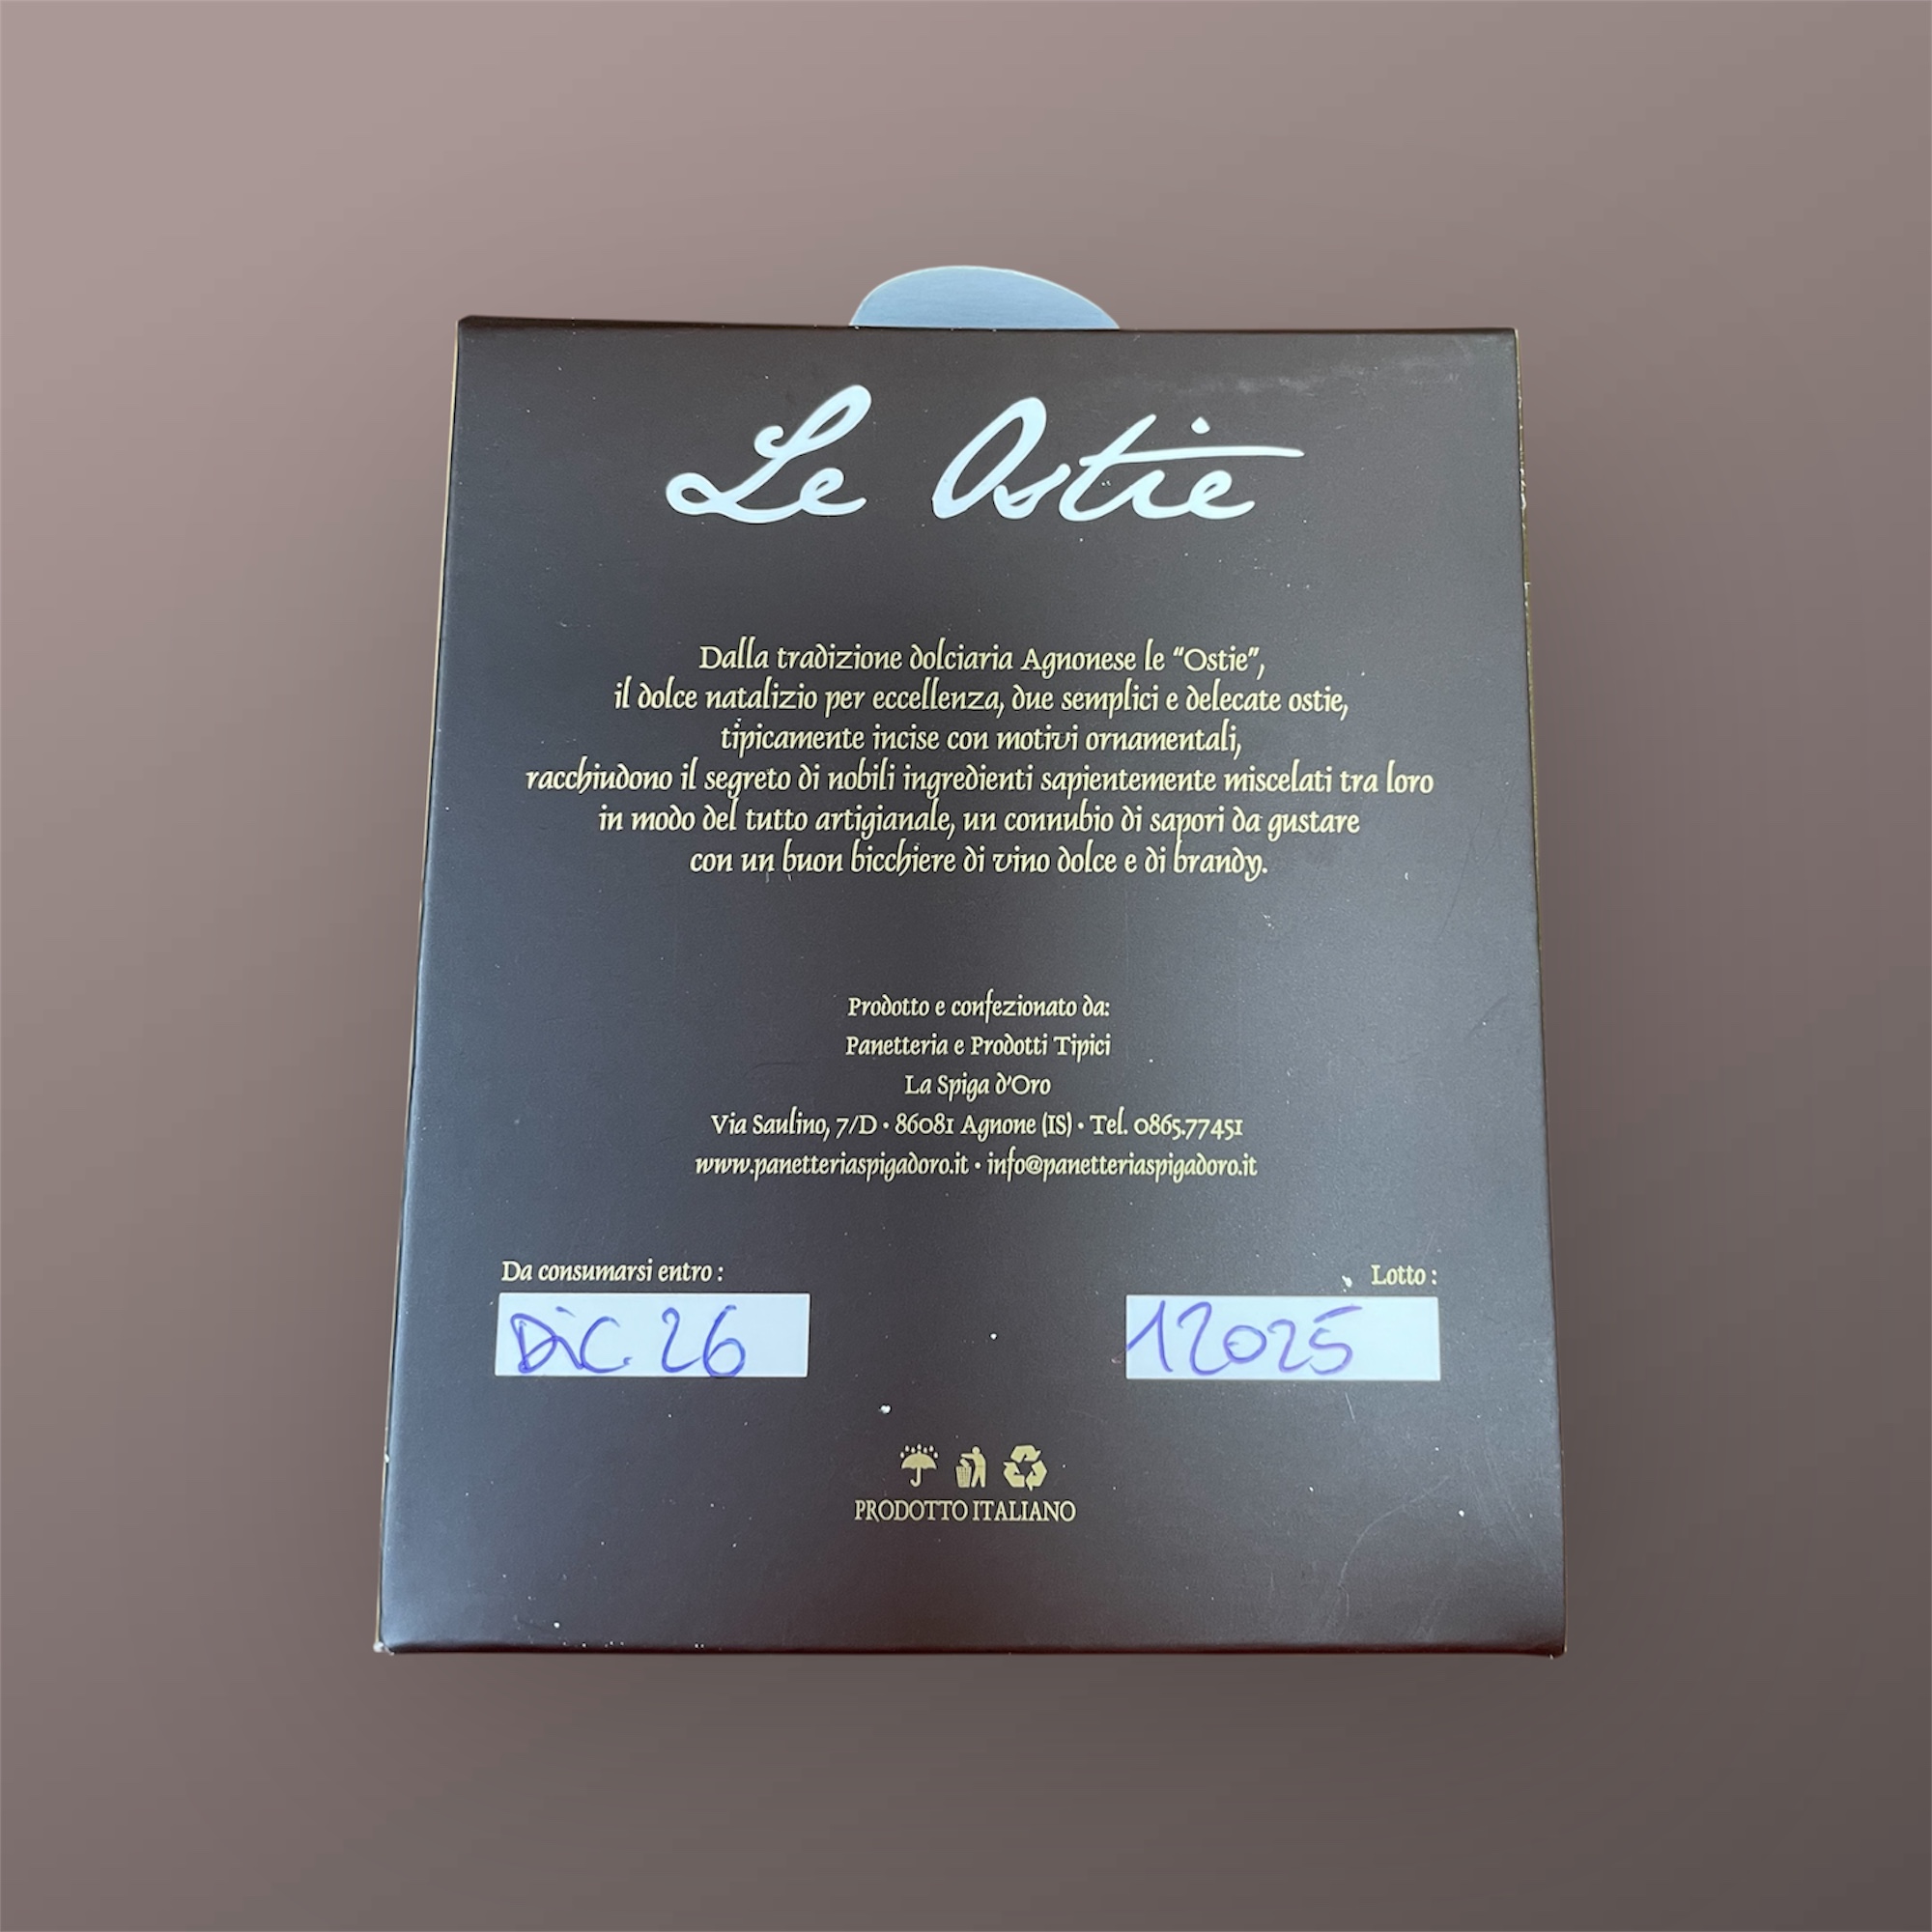 Le Ostie
Dalla tradizione dolciaria Agnonese le “Ostie”,
il dolce natalizio per eccellenza, due semplici e delecate ostie,
tipicamente incise con motivi ornamentali,
racchiudono il segreto di nobili ingredienti sapientemente miscelati tra loro
in modo del tutto artigianale, un connubio di sapori da gustare
con un buon bicchiere di vino dolce e di brandy.
Prodotto e confezionato da:
Panetteria e Prodotti Tipici
La Spiga d'Oro
Via Saulino, 7/D • 86081 Agnone (IS) • Tel. 0865.77451
www.panetteriaspigadoro.it • info@panetteriaspigadoro.it
Da consumarsi entro :
DiC. 26
Lotto :
12025
PRODOTTO ITALIANO